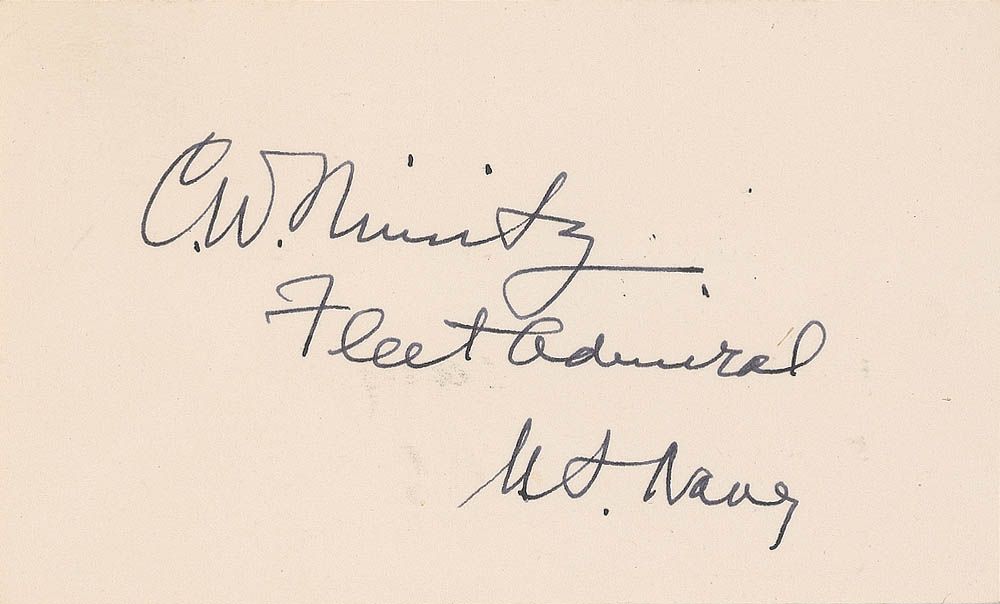 C.W. Nimitz
Fleet Admiral
U.S. Navy